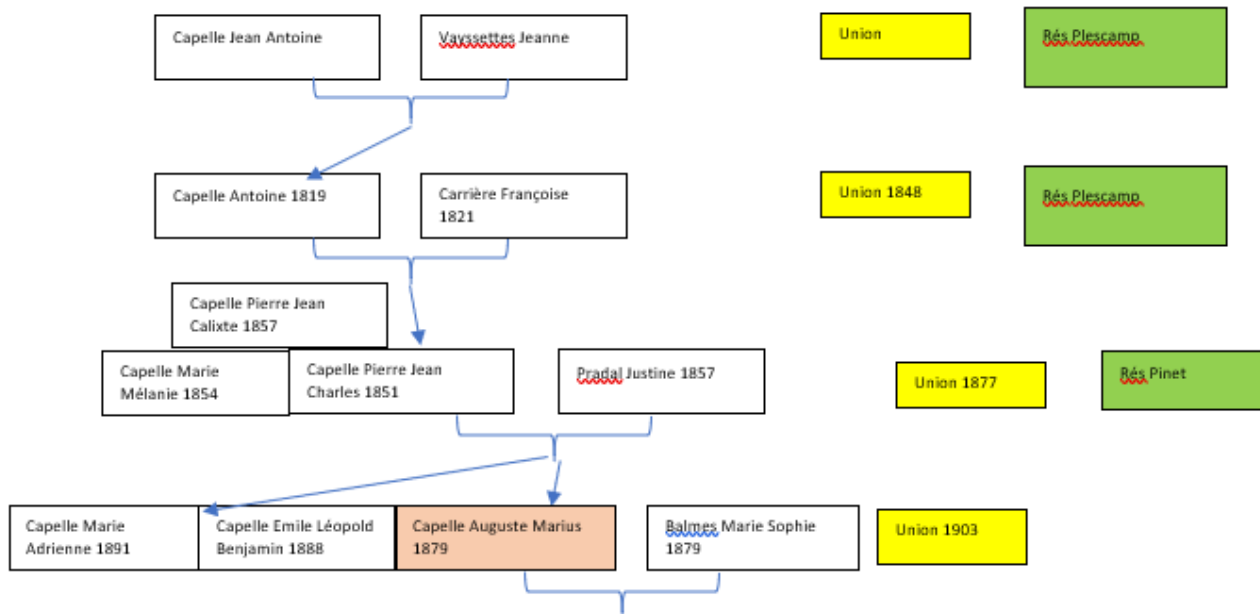 Capelle Jean Antoine
Vayssettes Jeanne
Union
Rés Plescamp
Capelle Antoine 1819
Carrière Françoise
1821
Union 1848
Rés Plescamp
Capelle Pierre Jean
Calixte 1857
Capelle Marie
Mélanie 1854
Capelle Pierre Jean
Charles 1851
Pradal Justine 1857
Union 1877
Rés Pinet
Capelle Marie
Adrienne 1891
Capelle Emile Léopold
Benjamin 1888
Capelle Auguste Marius
1879
Balmes Marie Sophie
1879
Union 1903